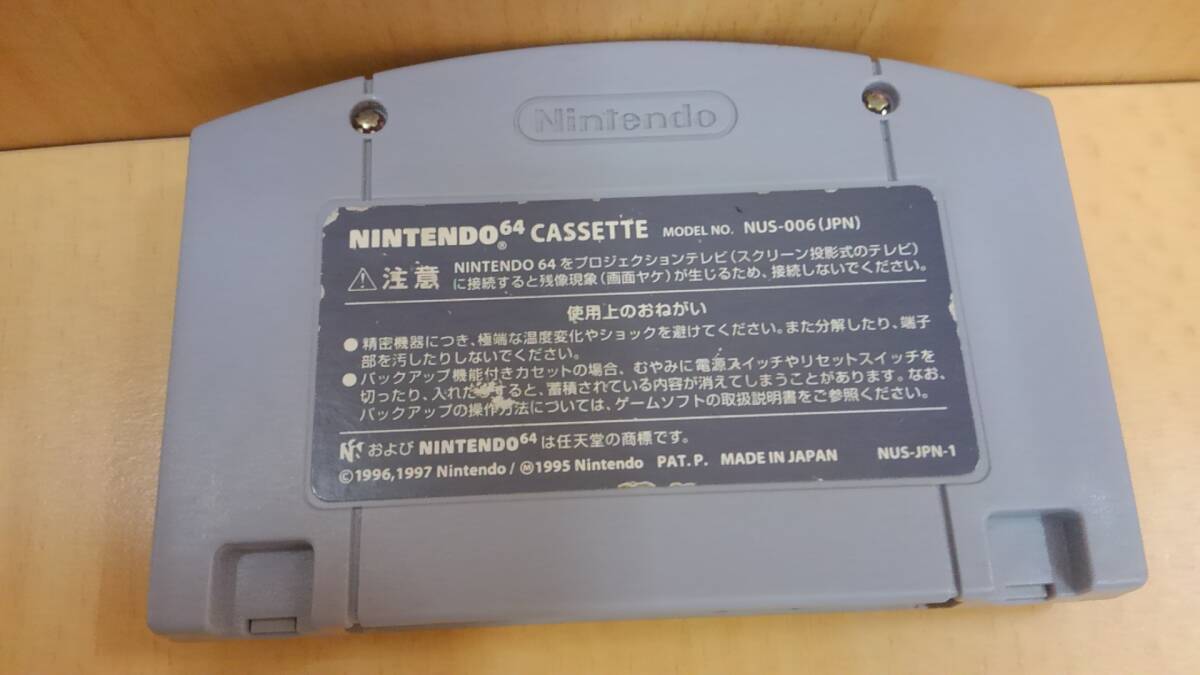 Nintendo
NINTENDO64 CASSETTE MODEL NO. NUS-006(JPN)
⚠注意 NINTENDO 64をプロジェクションテレビ(スクリーン投影式のテレビ)
に接続すると残像現象(画面ヤケ)が生じるため、接続しないでください。
使用上のおねがい
●精密機器につき、極端な温度変化やショックを避けてください。また分解したり、端子
部を汚したりしないでください。
●バックアップ機能付きカセットの場合、むやみに電源スイッチやリセットスイッチを
切ったり、入れたりすると、蓄積されている内容が消えてしまうことがあります。なお、
バックアップの操作方法については、ゲームソフトの取扱説明書をご参照ください。
および NINTENDO64 は任天堂の商標です。
©1996,1997 Nintendo/Ⓜ1995 Nintendo PAT.P. MADE IN JAPAN NUS-JPN-1